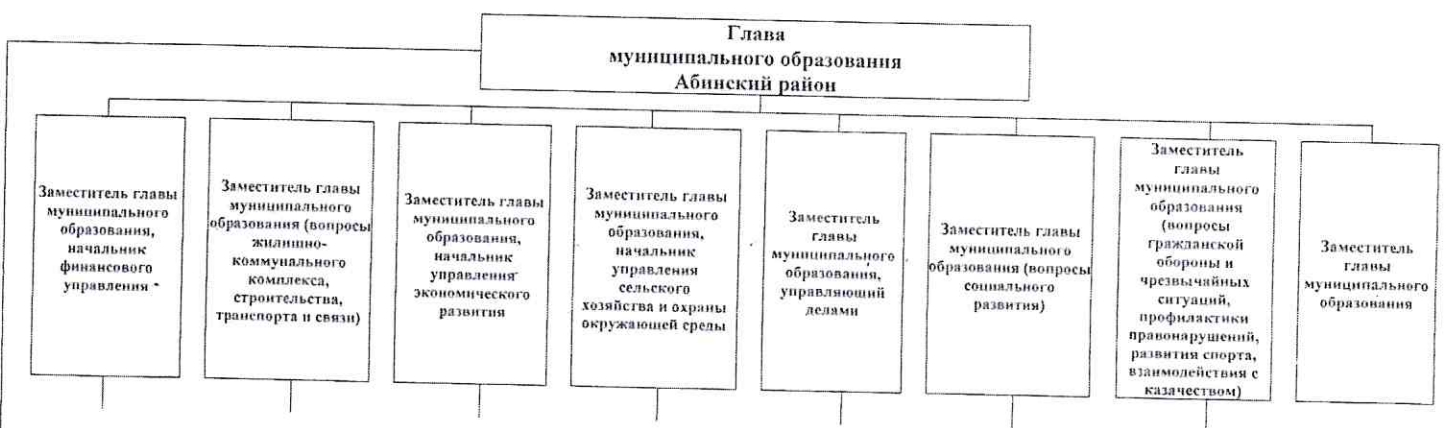 Глава
муниципального образования
Абинский район
Заместитель главы
муниципального
образования,
начальник
финансового
управления
Заместитель главы
муниципального
образования (вопросы
жилищно-
коммунального
комплекса,
строительства,
транспорта и связи)
Заместитель главы
муниципального
образования,
начальник
управления
экономического
развития
Заместитель главы
муниципального
образования,
начальник
управления
сельского
хозяйства и охраны
окружающей среды
Заместитель
главы
муниципального
образования,
управляющий
делами
Заместитель главы
муниципального
образования (вопросы
социального
развития)
Заместитель
главы
муниципального
образования
(вопросы
гражданской
обороны и
чрезвычайных
ситуаций,
профилактики
правонарушений,
развития спорта,
взаимодействия с
казачеством)
Заместитель
главы
муниципального
образования